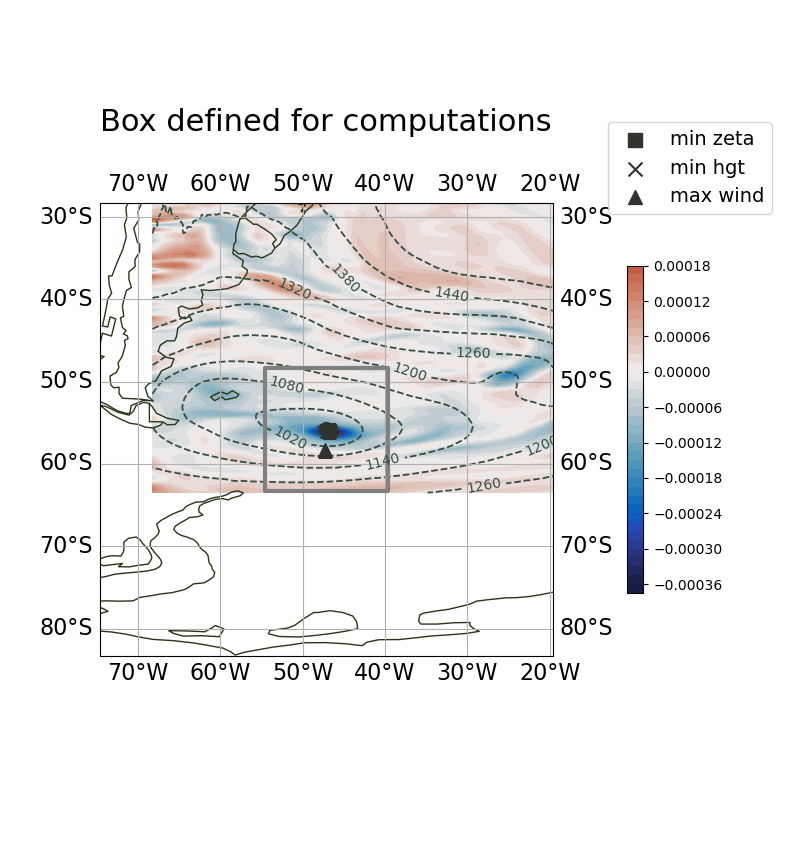 Box defined for computations
min zeta
min hgt
max wind
70°W 60°W 50°W 40°W 30°W 20°W
30°S 30°S
40°S 40°S
50°S 50°S
60°S 60°S
70°S 70°S
80°S 80°S
70°W 60°W 50°W 40°W 30°W 20°W
1380
1320
1440
1260
1200
1080
1020
1140
1200
1260
0.00018
0.00012
0.00006
0.00000
−0.00006
−0.00012
−0.00018
−0.00024
−0.00030
−0.00036